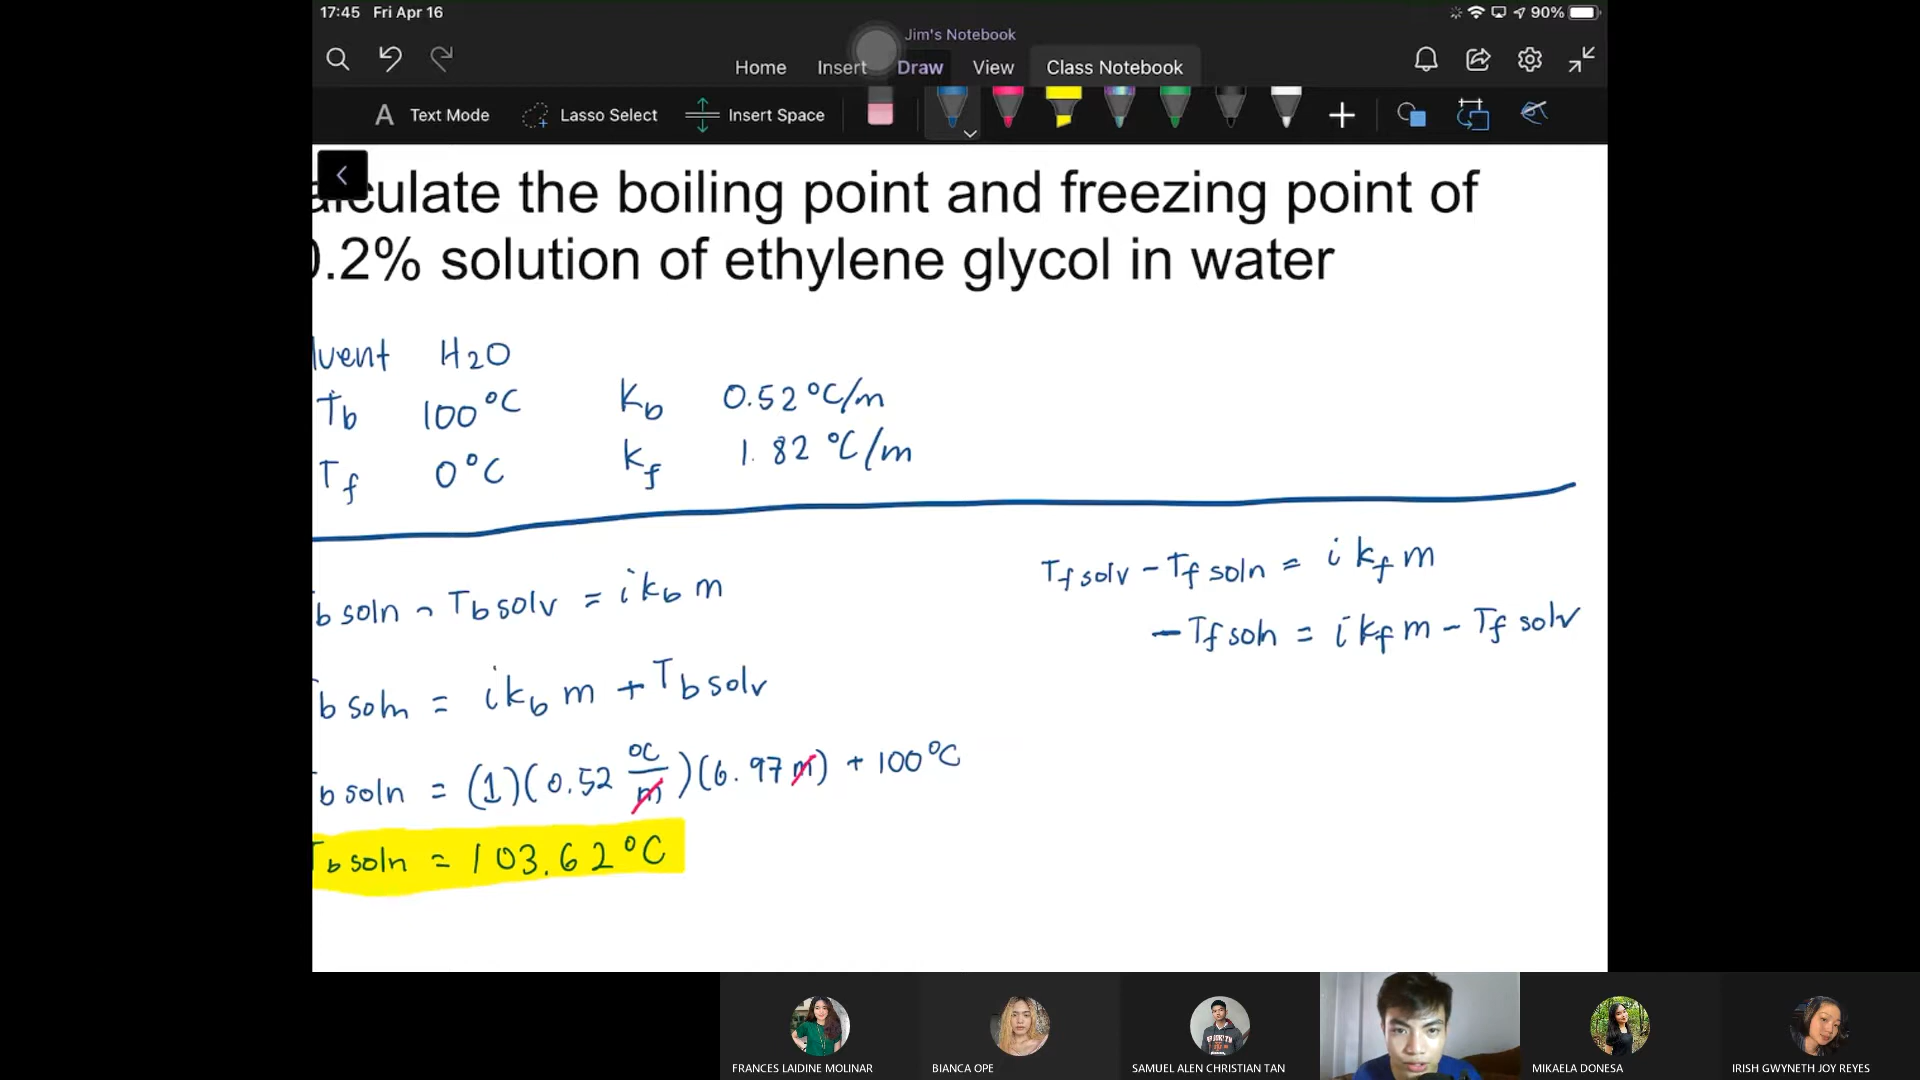 17:45 Fri Apr 16
90%
Jim's Notebook
Home Insert Draw View Class Notebook
A Text Mode Lasso Select Insert Space
alculate the boiling point and freezing point of
0.2% solution of ethylene glycol in water
lvent H2O
Tb 100°C Kb 0.52 °C/m
Tf 0°C Kf 1.82 °C/m
b soln - Tb solv = i kb m
Tf solv - Tf soln = i kf m
- Tf soln = i kf m - Tf solv
Tb soln = i kb m + Tb solv
b soln = (1)(0.52 °C/m)(6.97 m) + 100°C
Tb soln = 103.62°C
FRANCES LAIDINE MOLINAR BIANCA OPE SAMUEL ALEN CHRISTIAN TAN MIKAELA DONESA IRISH GWYNETH JOY REYES